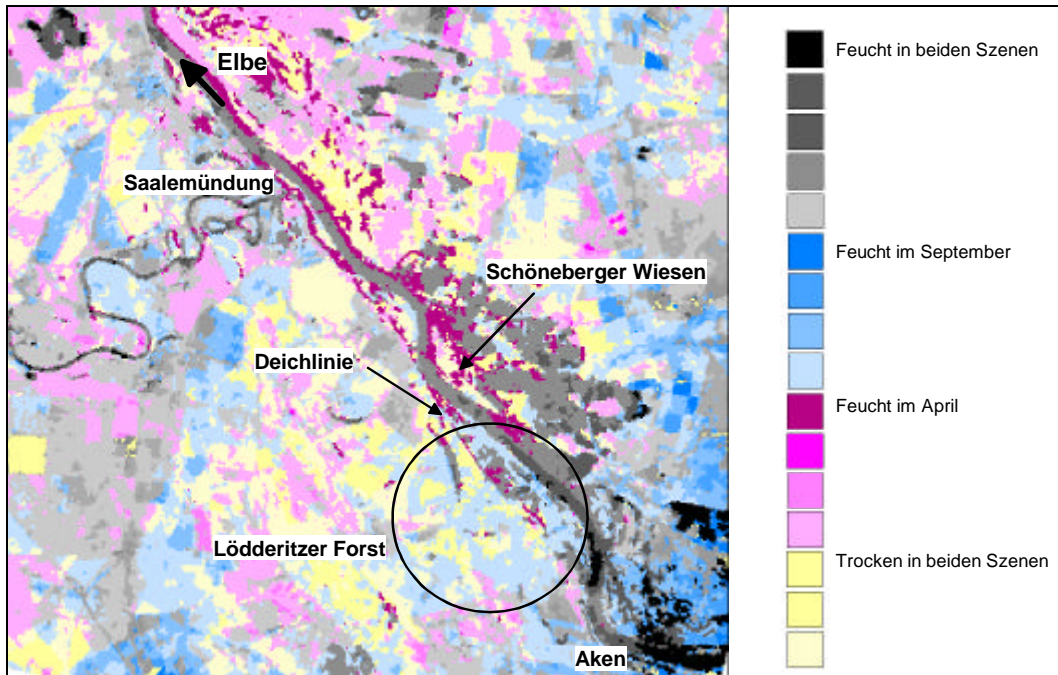 Elbe
Saalemündung
Schöneberger Wiesen
Deichlinie
Lödderitzer Forst
Aken
Feucht in beiden Szenen
Feucht im September
Feucht im April
Trocken in beiden Szenen